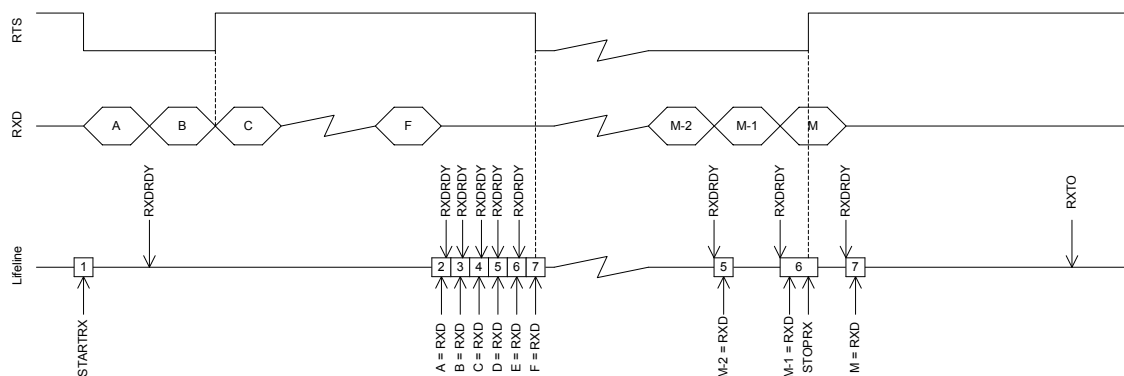 RTS
RXD
A
B
C
F
M-2
M-1
M
RXDRDY
RXDRDY
RXDRDY
RXDRDY
RXDRDY
RXDRDY
RXDRDY
RXDRDY
RXDRDY
RXTO
Lifeline
1
2
3
4
5
6
7
5
6
7
STARTRX
A = RXD
B = RXD
C = RXD
D = RXD
E = RXD
F = RXD
M-2 = RXD
M-1 = RXD
STOPRX
M = RXD